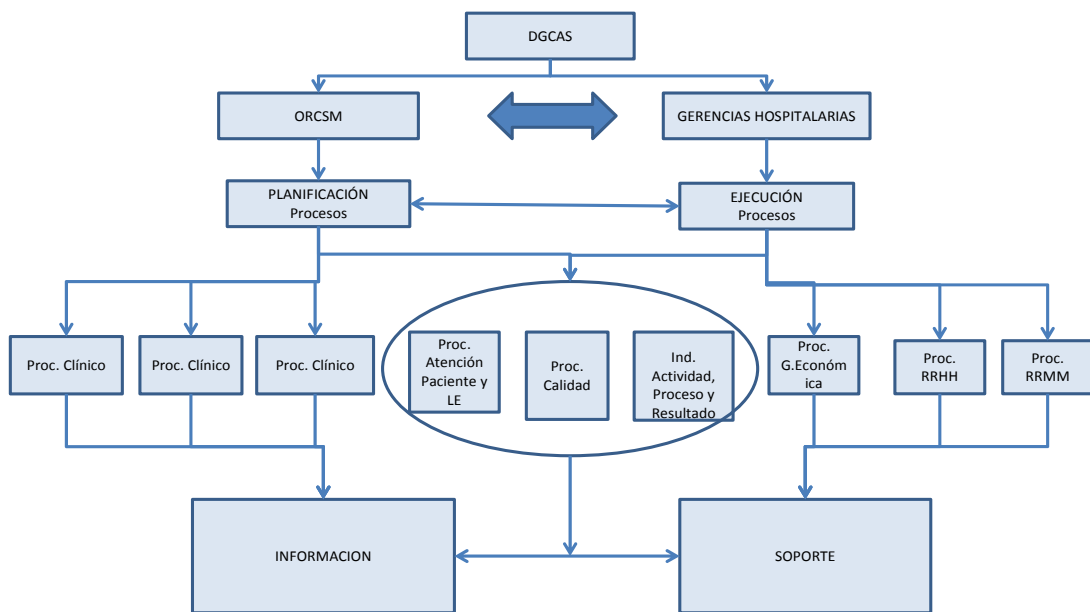 DGCAS
ORCSM
GERENCIAS HOSPITALARIAS
PLANIFICACIÓN
Procesos
EJECUCIÓN
Procesos
Proc. Clínico
Proc. Clínico
Proc. Clínico
Proc.
Atención
Paciente y
LE
Proc.
Calidad
Ind.
Actividad,
Proceso y
Resultado
Proc.
G.Económ
ica
Proc.
RRHH
Proc.
RRMM
INFORMACION
SOPORTE